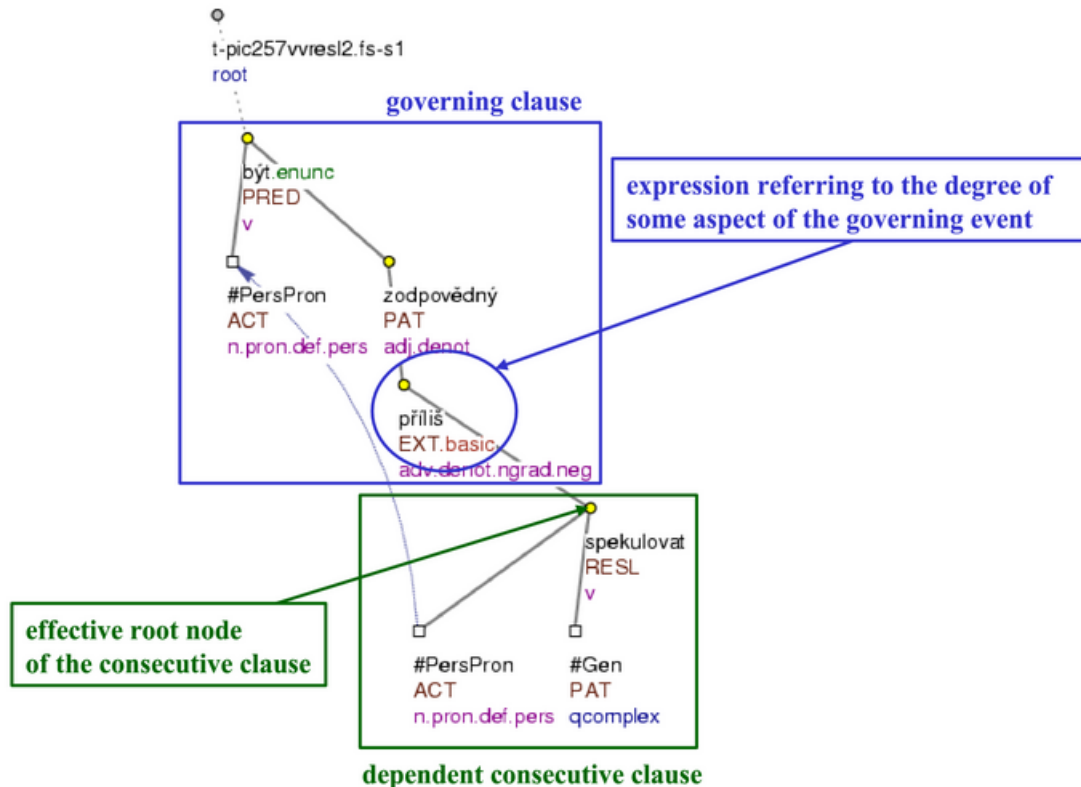 t-pic257vvresl2.fs-s1
root
governing clause
být.enunc
PRED
v
expression referring to the degree of
some aspect of the governing event
#PersPron
ACT
n.pron.def.pers
zodpovědný
PAT
adj.denot
příliš
EXT.basic
adv.denot.ngrad.neg
spekulovat
RESL
v
effective root node
of the consecutive clause
#PersPron
ACT
n.pron.def.pers
#Gen
PAT
qcomplex
dependent consecutive clause